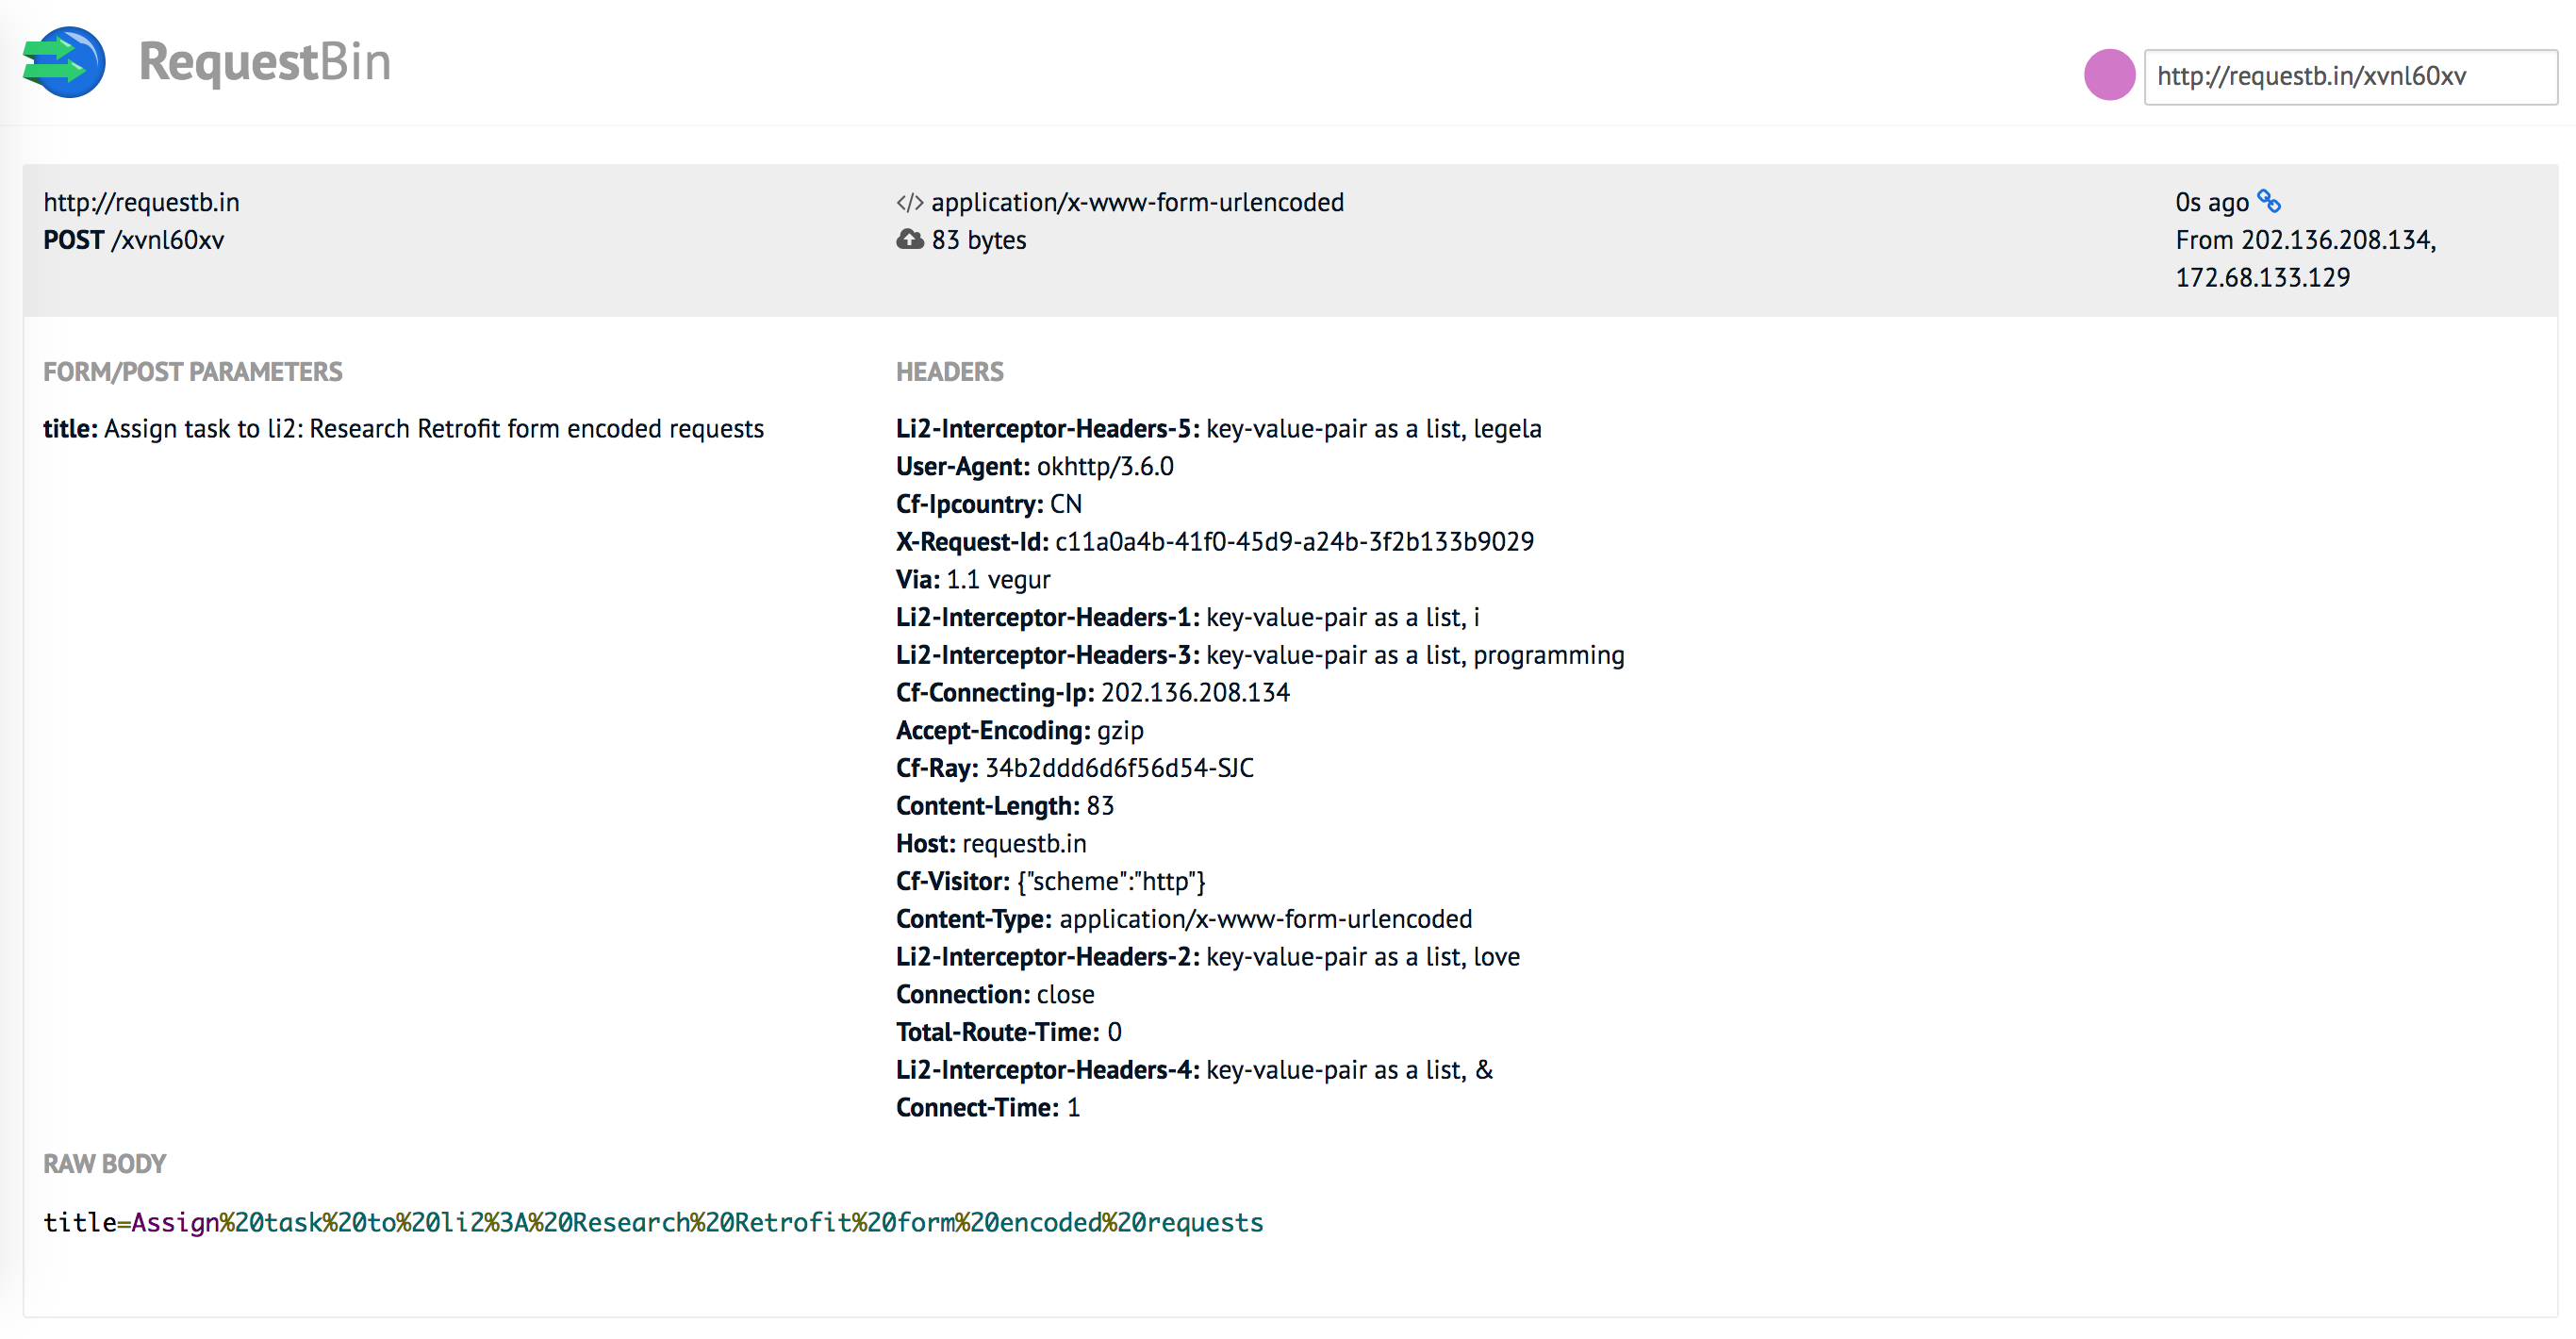 RequestBin
http://requestb.in/xvnl60xv
http://requestb.in
POST /xvnl60xv
</> application/x-www-form-urlencoded
83 bytes
0s ago
From 202.136.208.134,
172.68.133.129
FORM/POST PARAMETERS
title: Assign task to li2: Research Retrofit form encoded requests
HEADERS
Li2-Interceptor-Headers-5: key-value-pair as a list, legela
User-Agent: okhttp/3.6.0
Cf-Ipcountry: CN
X-Request-Id: c11a0a4b-41f0-45d9-a24b-3f2b133b9029
Via: 1.1 vegur
Li2-Interceptor-Headers-1: key-value-pair as a list, i
Li2-Interceptor-Headers-3: key-value-pair as a list, programming
Cf-Connecting-Ip: 202.136.208.134
Accept-Encoding: gzip
Cf-Ray: 34b2ddd6d6f56d54-SJC
Content-Length: 83
Host: requestb.in
Cf-Visitor: {"scheme":"http"}
Content-Type: application/x-www-form-urlencoded
Li2-Interceptor-Headers-2: key-value-pair as a list, love
Connection: close
Total-Route-Time: 0
Li2-Interceptor-Headers-4: key-value-pair as a list, &
Connect-Time: 1
RAW BODY
title=Assign%20task%20to%20li2%3A%20Research%20Retrofit%20form%20encoded%20requests